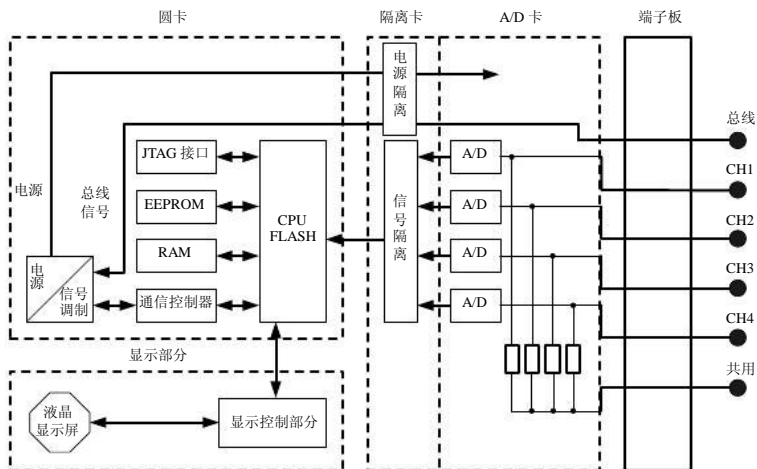 圆卡
隔离卡
A/D 卡
端子板
电源隔离
总线
JTAG 接口
A/D
CH1
电源
总线
信号
EEPROM
CPU
FLASH
信号隔离
A/D
CH2
RAM
A/D
CH3
电源
信号
调制
通信控制器
A/D
CH4
显示部分
共用
液晶
显示屏
显示控制部分